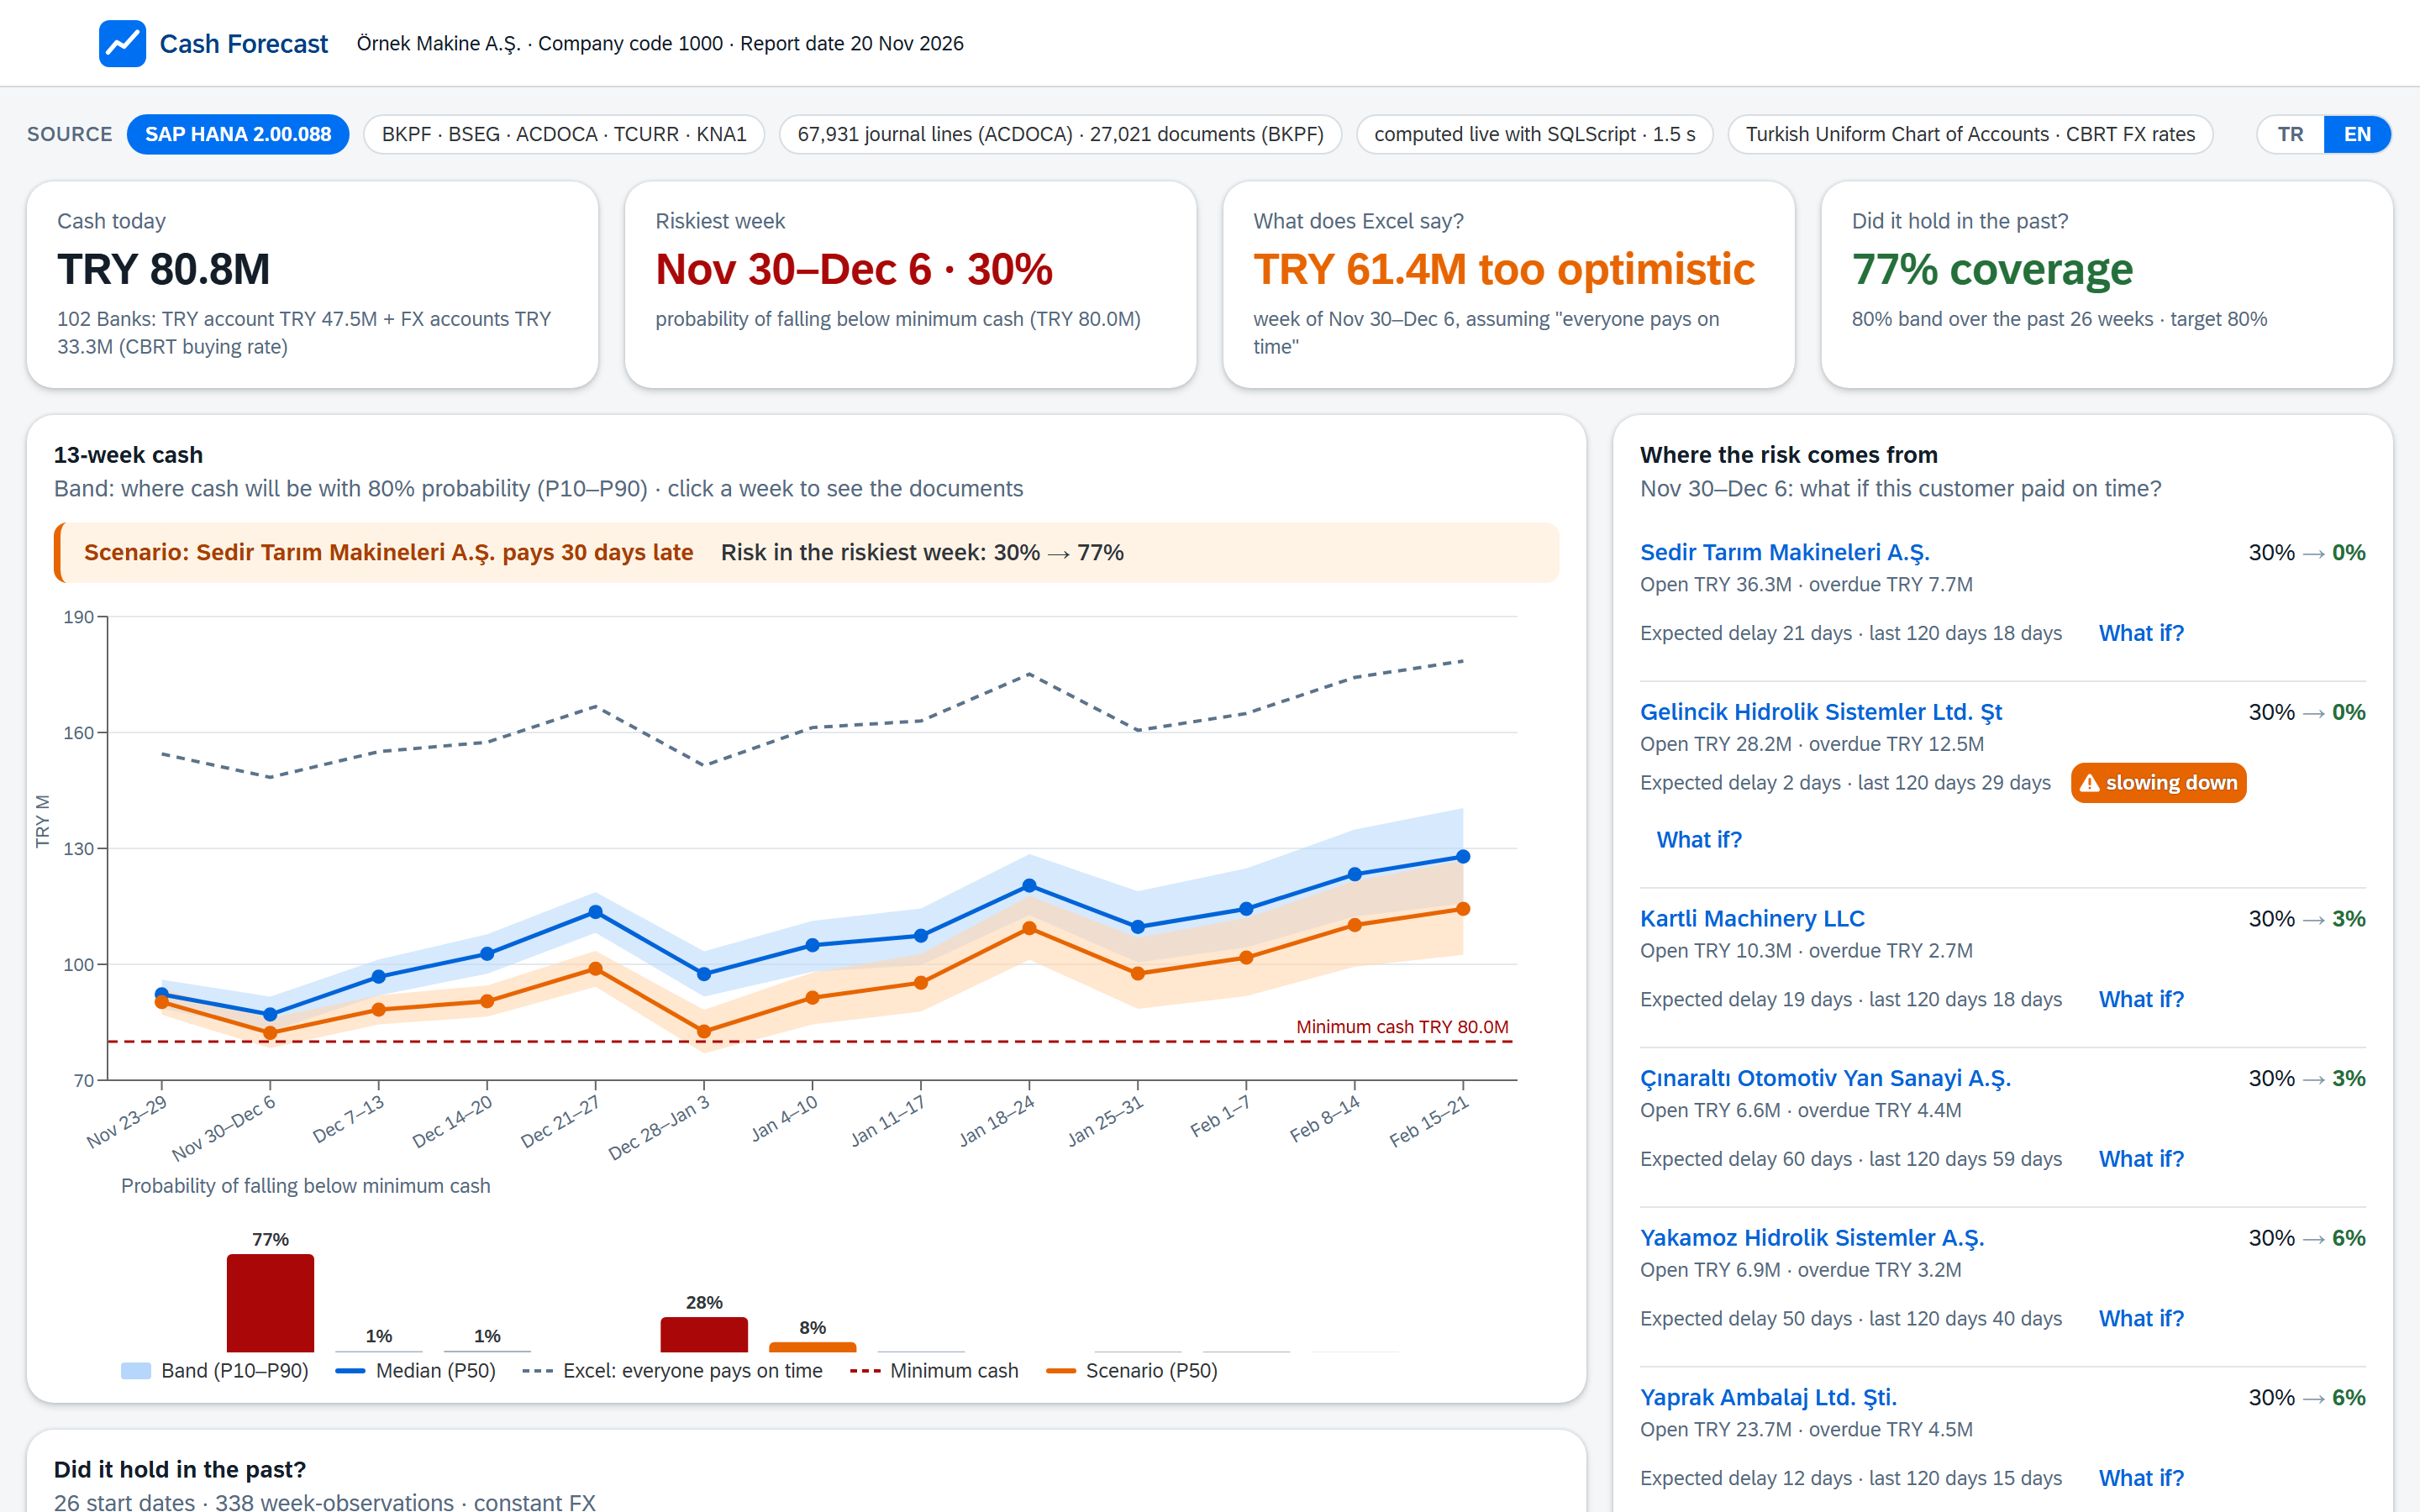 Cash Forecast
Örnek Makine A.Ş. · Company code 1000 · Report date 20 Nov 2026
SOURCE
SAP HANA 2.00.088
BKPF · BSEG · ACDOCA · TCURR · KNA1
67,931 journal lines (ACDOCA) · 27,021 documents (BKPF)
computed live with SQLScript · 1.5 s
Turkish Uniform Chart of Accounts · CBRT FX rates
TR
EN
Cash today
TRY 80.8M
102 Banks: TRY account TRY 47.5M + FX accounts TRY
33.3M (CBRT buying rate)
Riskiest week
Nov 30–Dec 6 · 30%
probability of falling below minimum cash (TRY 80.0M)
What does Excel say?
TRY 61.4M too optimistic
week of Nov 30–Dec 6, assuming "everyone pays on
time"
Did it hold in the past?
77% coverage
80% band over the past 26 weeks · target 80%
13-week cash
Band: where cash will be with 80% probability (P10–P90) · click a week to see the documents
Scenario: Sedir Tarım Makineleri A.Ş. pays 30 days late
Risk in the riskiest week: 30% → 77%
TRY M
190
160
130
100
70
Minimum cash TRY 80.0M
Nov 23–29
Nov 30–Dec 6
Dec 7–13
Dec 14–20
Dec 21–27
Dec 28–Jan 3
Jan 4–10
Jan 11–17
Jan 18–24
Jan 25–31
Feb 1–7
Feb 8–14
Feb 15–21
Probability of falling below minimum cash
77%
1%
1%
28%
8%
Band (P10–P90)
Median (P50)
Excel: everyone pays on time
Minimum cash
Scenario (P50)
Did it hold in the past?
26 start dates · 338 week-observations · constant FX
Where the risk comes from
Nov 30–Dec 6: what if this customer paid on time?
Sedir Tarım Makineleri A.Ş.
30% → 0%
Open TRY 36.3M · overdue TRY 7.7M
Expected delay 21 days · last 120 days 18 days
What if?
Gelincik Hidrolik Sistemler Ltd. Şt
30% → 0%
Open TRY 28.2M · overdue TRY 12.5M
Expected delay 2 days · last 120 days 29 days
slowing down
What if?
Kartli Machinery LLC
30% → 3%
Open TRY 10.3M · overdue TRY 2.7M
Expected delay 19 days · last 120 days 18 days
What if?
Çınaraltı Otomotiv Yan Sanayi A.Ş.
30% → 3%
Open TRY 6.6M · overdue TRY 4.4M
Expected delay 60 days · last 120 days 59 days
What if?
Yakamoz Hidrolik Sistemler A.Ş.
30% → 6%
Open TRY 6.9M · overdue TRY 3.2M
Expected delay 50 days · last 120 days 40 days
What if?
Yaprak Ambalaj Ltd. Şti.
30% → 6%
Open TRY 23.7M · overdue TRY 4.5M
Expected delay 12 days · last 120 days 15 days
What if?